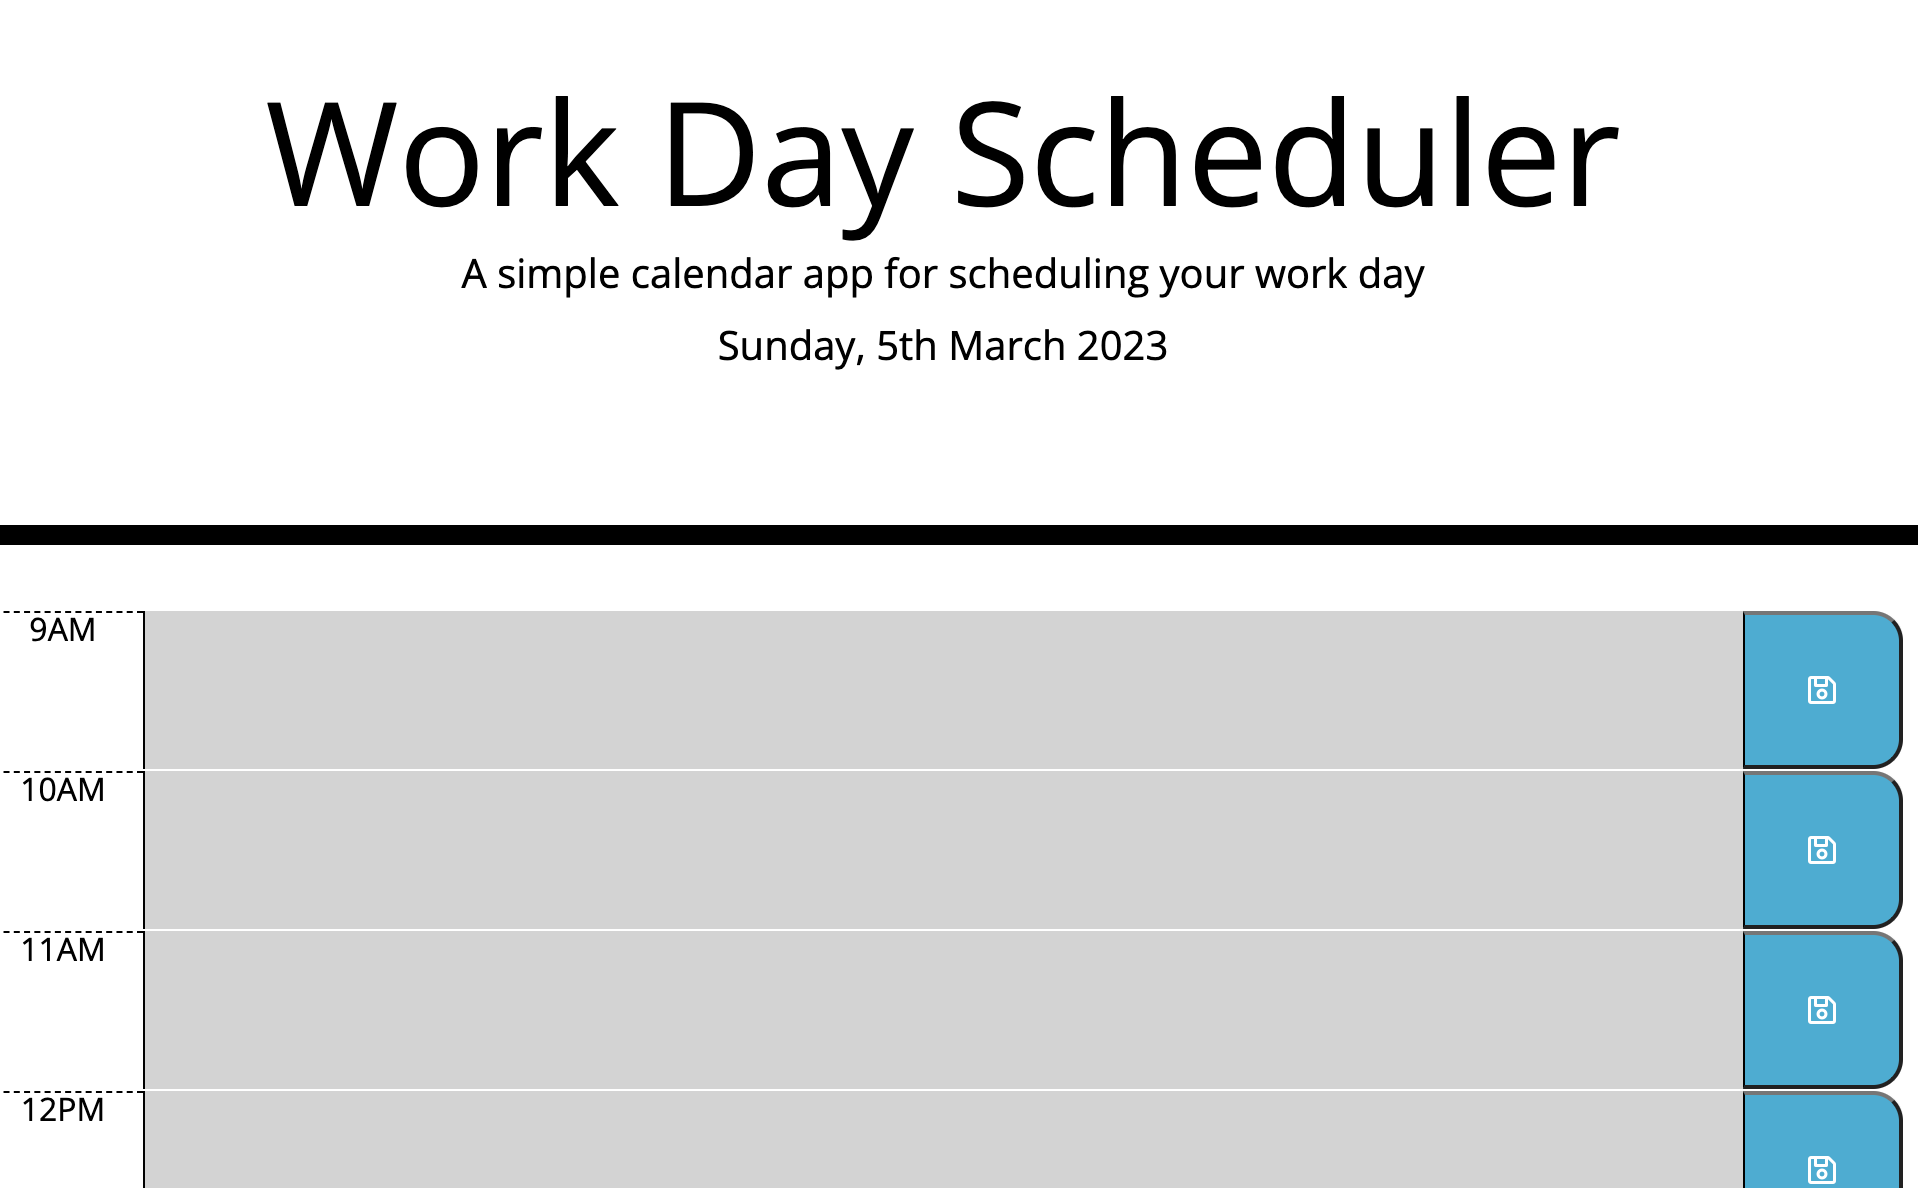 Work Day Scheduler
A simple calendar app for scheduling your work day
Sunday, 5th March 2023
9AM
10AM
11AM
12PM